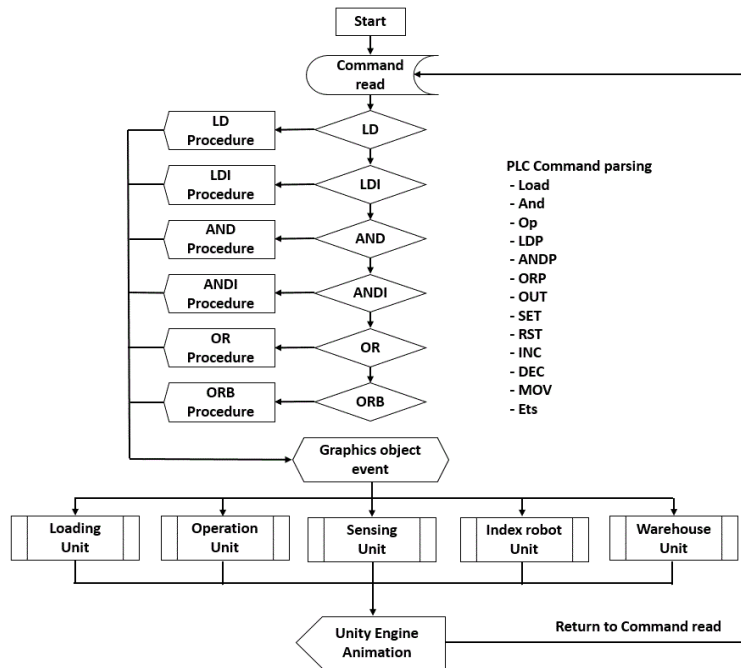 Start
Command
read
LD
Procedure
LD
LDI
Procedure
LDI
AND
Procedure
AND
ANDI
Procedure
ANDI
OR
Procedure
OR
ORB
Procedure
ORB
PLC Command parsing
- Load
- And
- Op
- LDP
- ANDP
- ORP
- OUT
- SET
- RST
- INC
- DEC
- MOV
- Ets
Graphics object
event
Loading
Unit
Operation
Unit
Sensing
Unit
Index robot
Unit
Warehouse
Unit
Unity Engine
Animation
Return to Command read